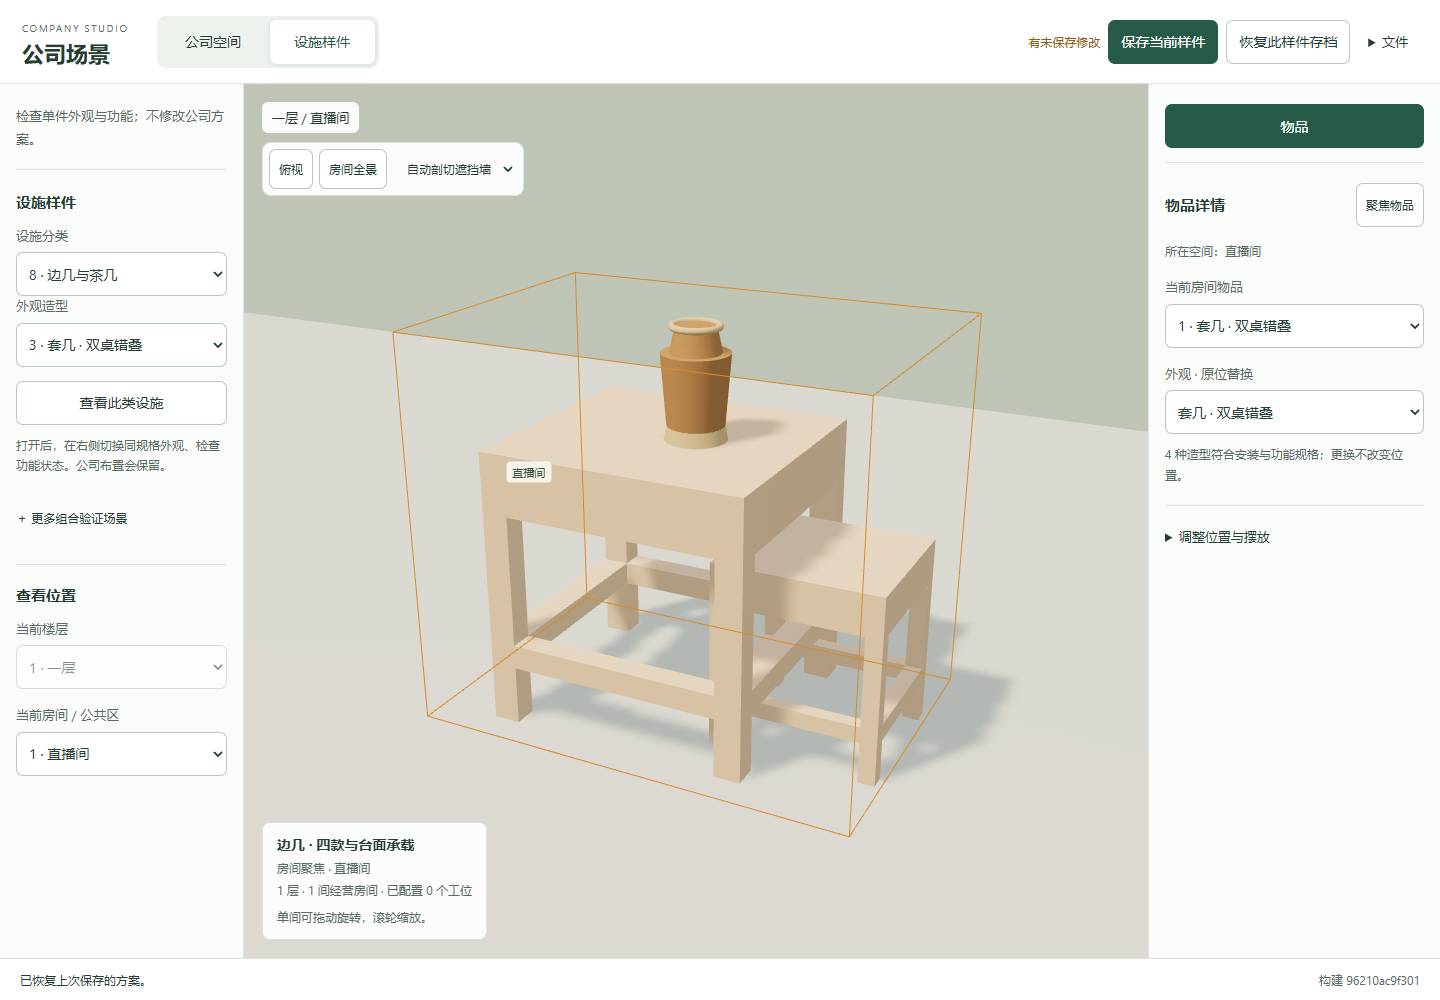 COMPANY STUDIO
公司场景
公司空间
设施样件
有未保存修改
保存当前样件
恢复此样件存档
▶ 文件
检查单件外观与功能；不修改公司方
案。
设施样件
设施分类
8 · 边几与茶几
外观造型
3 · 套几 · 双桌错叠
查看此类设施
打开后，在右侧切换同规格外观、检查
功能状态。公司布置会保留。
+ 更多组合验证场景
查看位置
当前楼层
1 · 一层
当前房间 / 公共区
1 · 直播间
一层 / 直播间
俯视
房间全景
自动剖切遮挡墙
直播间
边几 · 四款与台面承载
房间聚焦 · 直播间
1 层 · 1 间经营房间 · 已配置 0 个工位
单间可拖动旋转，滚轮缩放。
物品
物品详情
聚焦物品
所在空间：直播间
当前房间物品
1 · 套几 · 双桌错叠
外观 · 原位替换
套几 · 双桌错叠
4 种造型符合安装与功能规格；更换不改变位
置。
▶ 调整位置与摆放
已恢复上次保存的方案。
构建 96210ac9f301